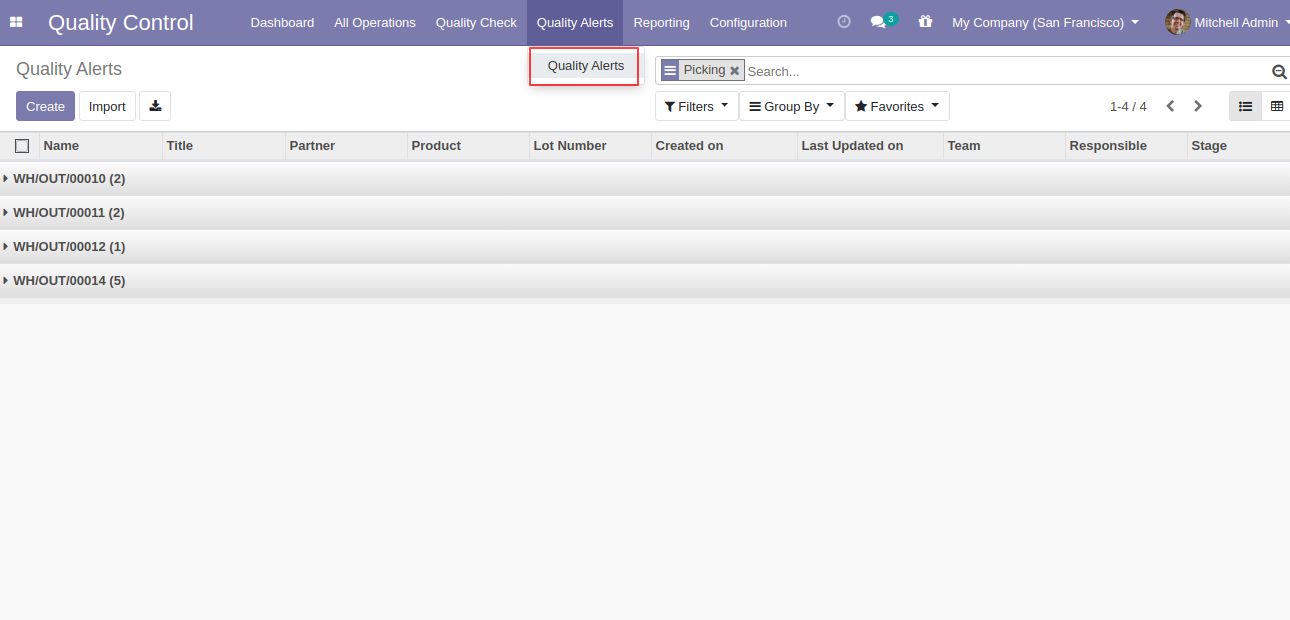 Quality Control
Dashboard All Operations Quality Check Quality Alerts Reporting Configuration 3 My Company (San Francisco) Mitchell Admin
Quality Alerts
Quality Alerts
Picking Search...
Create Import
Filters Group By Favorites 1-4 / 4
Name Title Partner Product Lot Number Created on Last Updated on Team Responsible Stage
WH/OUT/00010 (2)
WH/OUT/00011 (2)
WH/OUT/00012 (1)
WH/OUT/00014 (5)